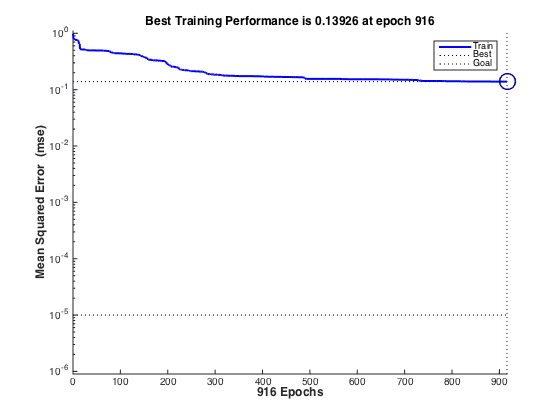 Best Training Performance is 0.13926 at epoch 916
Mean Squared Error (mse)
10^0
10^-1
10^-2
10^-3
10^-4
10^-5
10^-6
Train
Best
Goal
0 100 200 300 400 500 600 700 800 900
916 Epochs